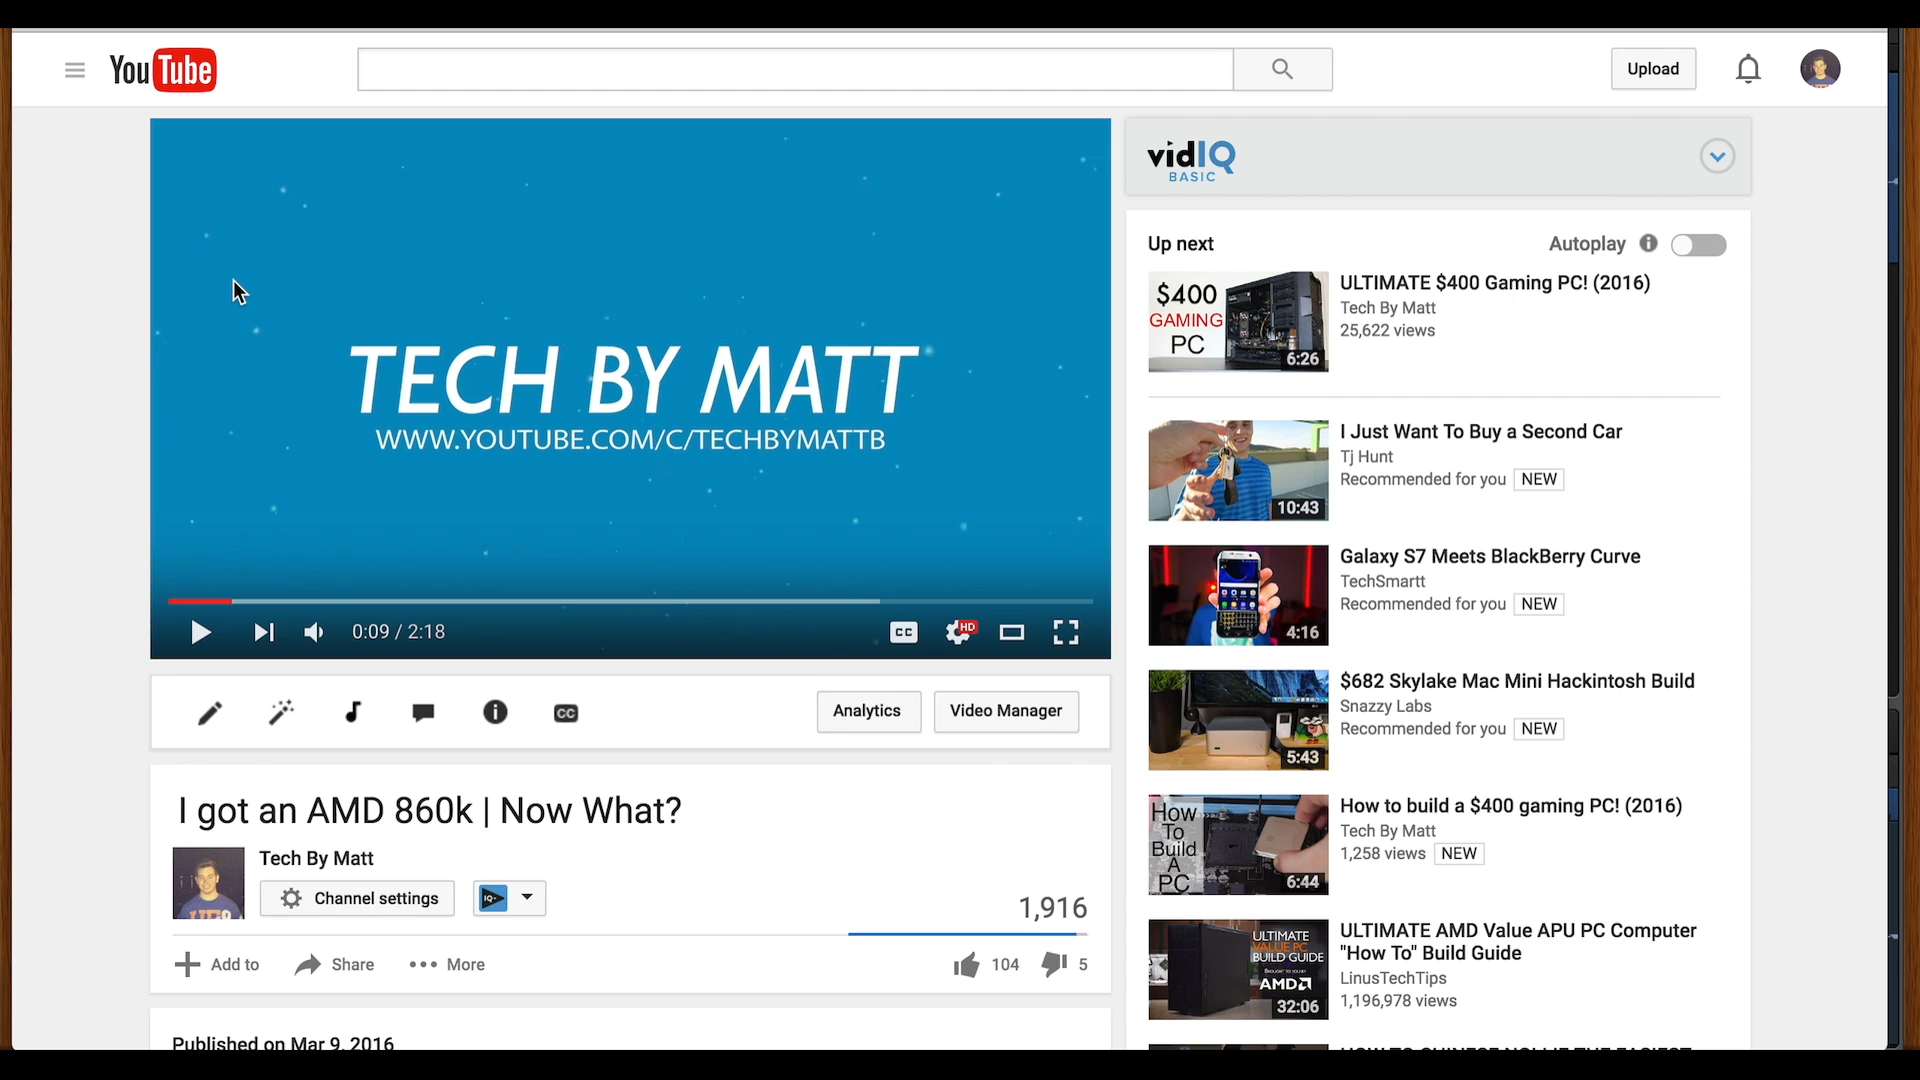 YouTube
Upload
TECH BY MATT
WWW.YOUTUBE.COM/C/TECHBYMATTB
0:09 / 2:18
CC
HD
CC
Analytics
Video Manager
I got an AMD 860k | Now What?
Tech By Matt
Channel settings
IQ
1,916
Add to
Share
More
104
5
Published on Mar 9, 2016
vidIQ
BASIC
Up next
Autoplay
$400
GAMING
PC
6:26
ULTIMATE $400 Gaming PC! (2016)
Tech By Matt
25,622 views
10:43
I Just Want To Buy a Second Car
Tj Hunt
Recommended for you NEW
4:16
Galaxy S7 Meets BlackBerry Curve
TechSmartt
Recommended for you NEW
5:43
$682 Skylake Mac Mini Hackintosh Build
Snazzy Labs
Recommended for you NEW
How
To
Build
A
PC
6:44
How to build a $400 gaming PC! (2016)
Tech By Matt
1,258 views NEW
ULTIMATE
VALUE PC
BUILD GUIDE
BROUGHT TO YOU BY
AMD
32:06
ULTIMATE AMD Value APU PC Computer
"How To" Build Guide
LinusTechTips
1,196,978 views